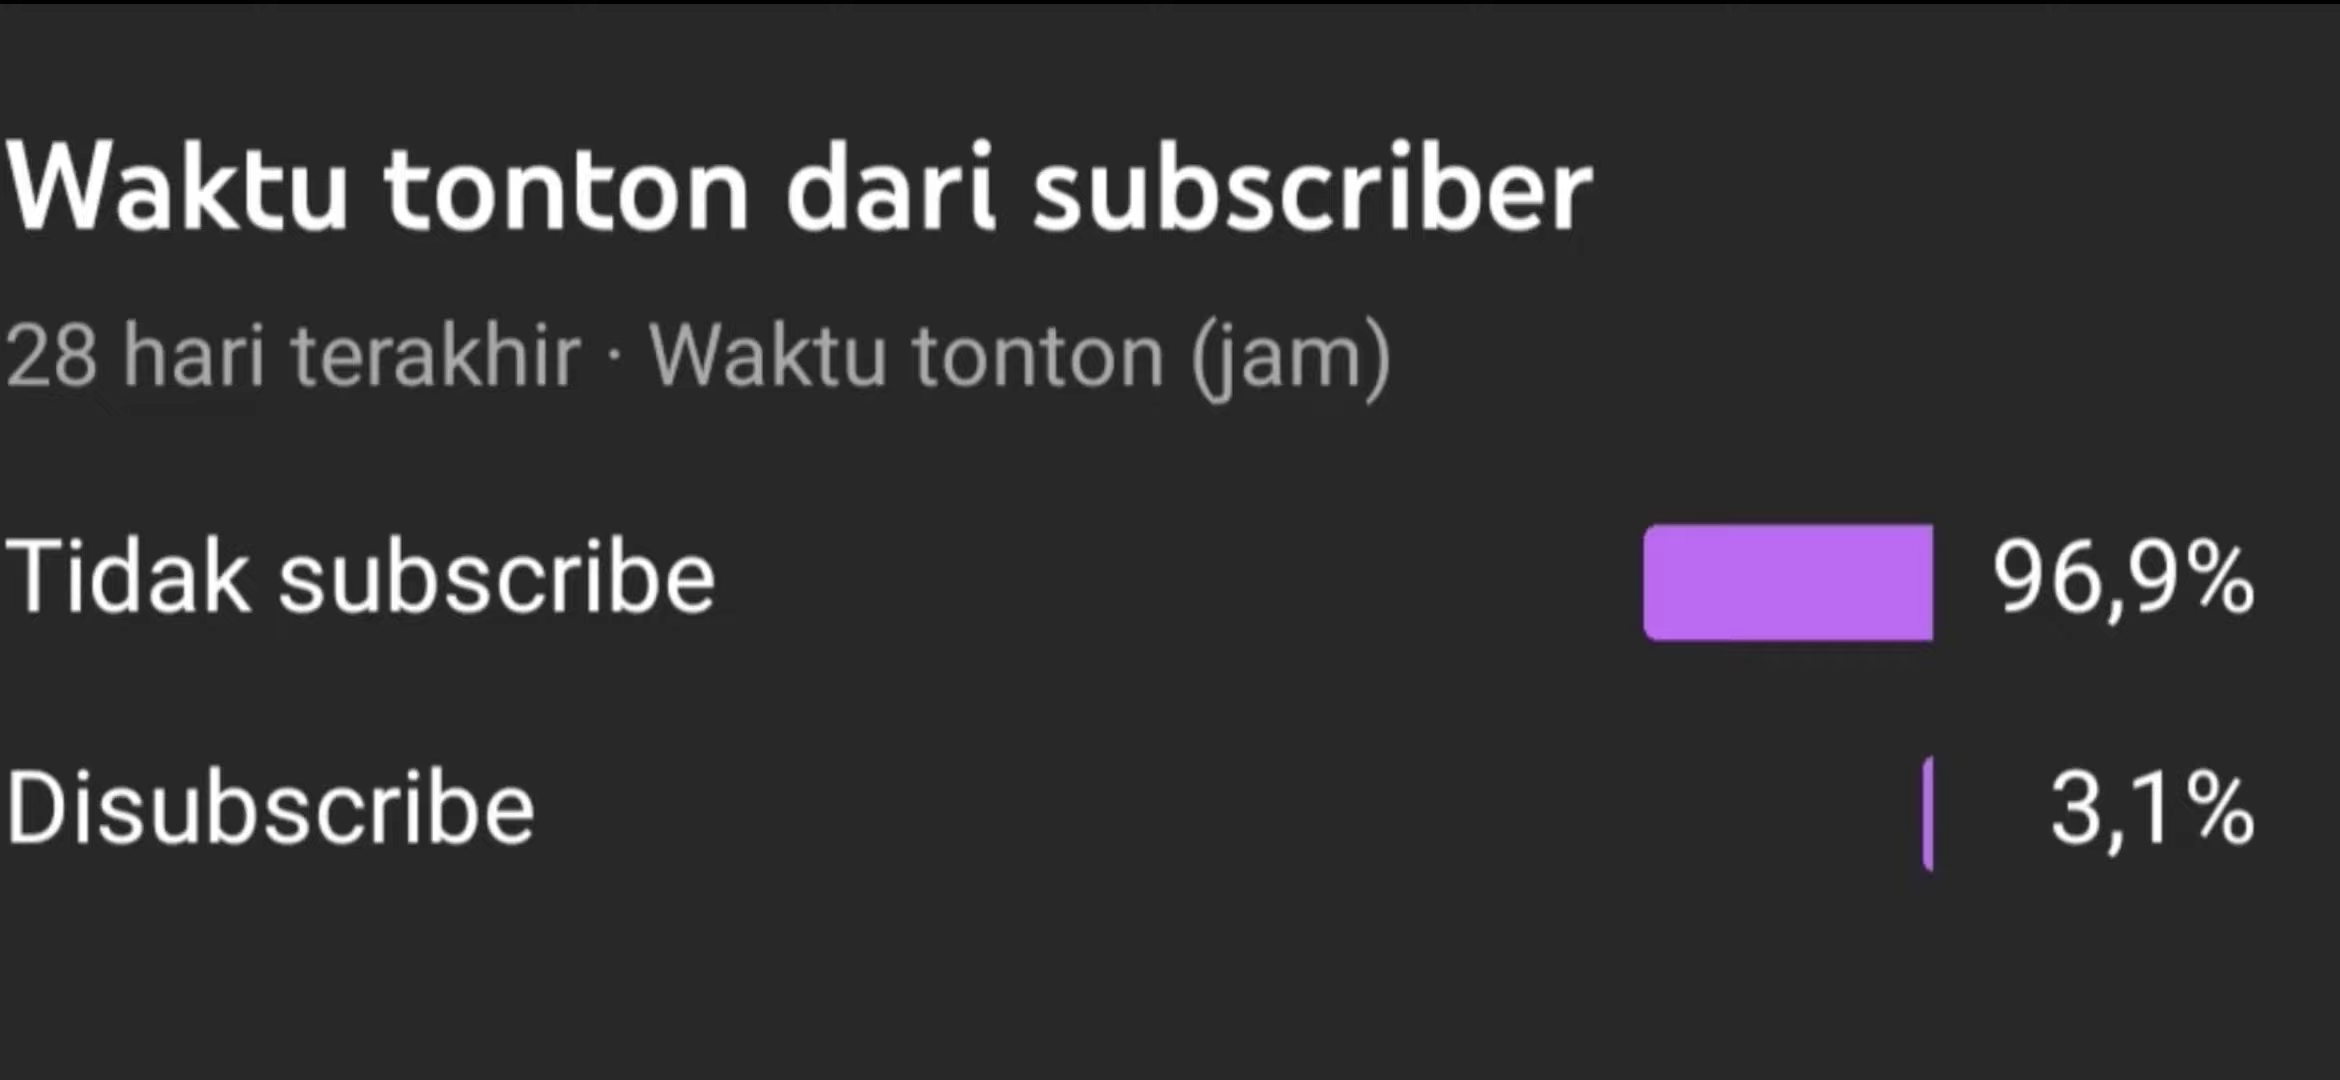 Waktu tonton dari subscriber
28 hari terakhir · Waktu tonton (jam)
Tidak subscribe 96,9%
Disubscribe 3,1%